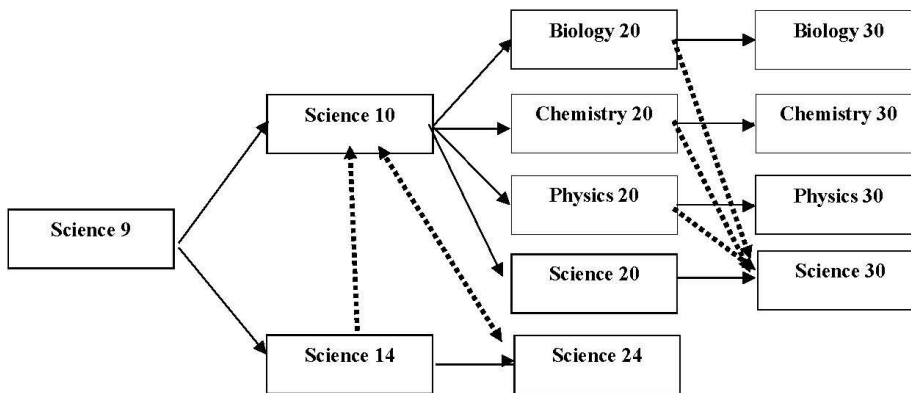 Biology 20
Biology 30
Science 10
Chemistry 20
Chemistry 30
Physics 20
Physics 30
Science 9
Science 20
Science 30
Science 14
Science 24